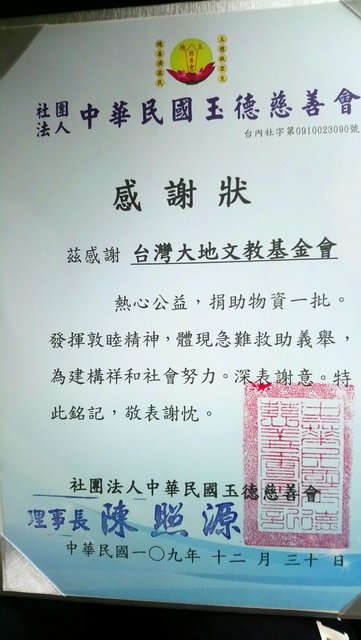 玉德
慈善會
社團法人 中華民國玉德慈善會
台內社字第0910023090號
感謝狀
茲感謝 台灣大地文教基金會
熱心公益，捐助物資一批。
發揮敦睦精神，體現急難救助義舉，
為建構祥和社會努力。深表謝意。特
此銘記，敬表謝忱。
社團法人中華民國玉德慈善會
理事長 陳照源
中華民國一〇九年 十二 月 三十 日